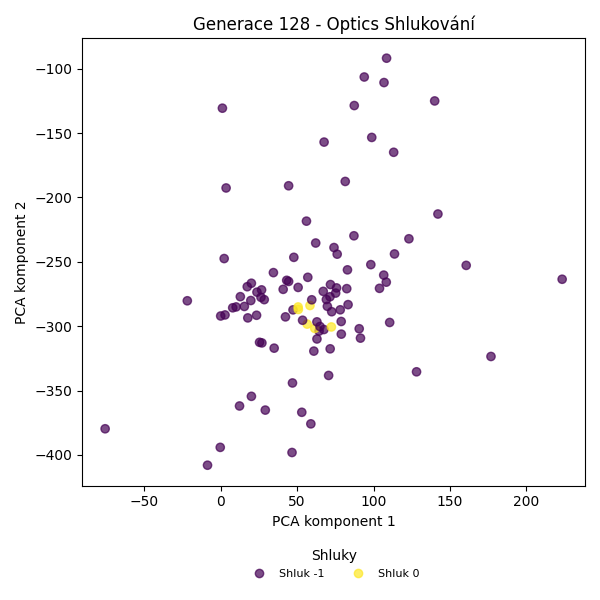 Generace 128 - Optics Shlukování
PCA komponent 2
−100
−150
−200
−250
−300
−350
−400
−50
0
50
100
150
200
PCA komponent 1
Shluky
Shluk -1
Shluk 0